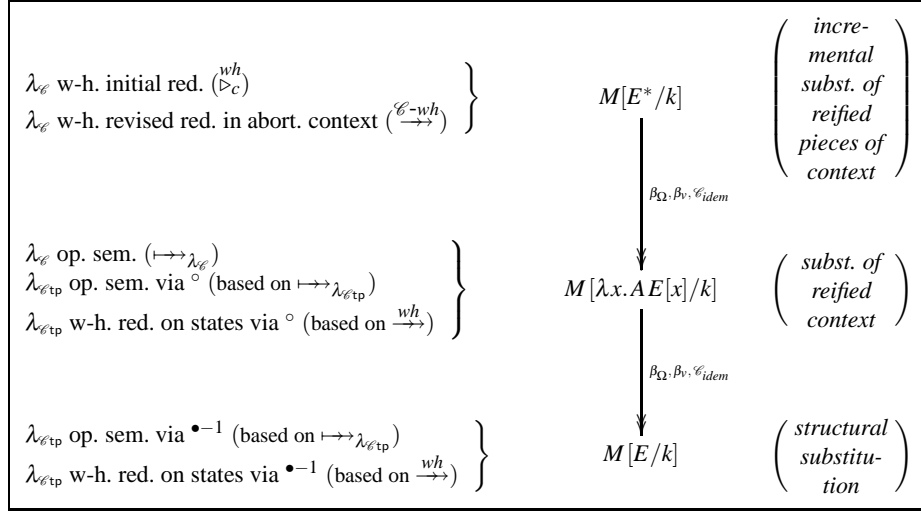 λ𝒞 w-h. initial red. (▷c^wh)
λ𝒞 w-h. revised red. in abort. context (↠^𝒞-wh)
M[E*/k]
incre-
mental
subst. of
reified
pieces of
context
βΩ, βv, 𝒞idem
λ𝒞 op. sem. (↦↠λ𝒞)
λ𝒞tp op. sem. via ° (based on ↦↠λ𝒞tp)
λ𝒞tp w-h. red. on states via ° (based on ↠^wh)
M[λx.AE[x]/k]
subst. of
reified
context
βΩ, βv, 𝒞idem
λ𝒞tp op. sem. via •−1 (based on ↦↠λ𝒞tp)
λ𝒞tp w-h. red. on states via •−1 (based on ↠^wh)
M[E/k]
structural
substitu-
tion